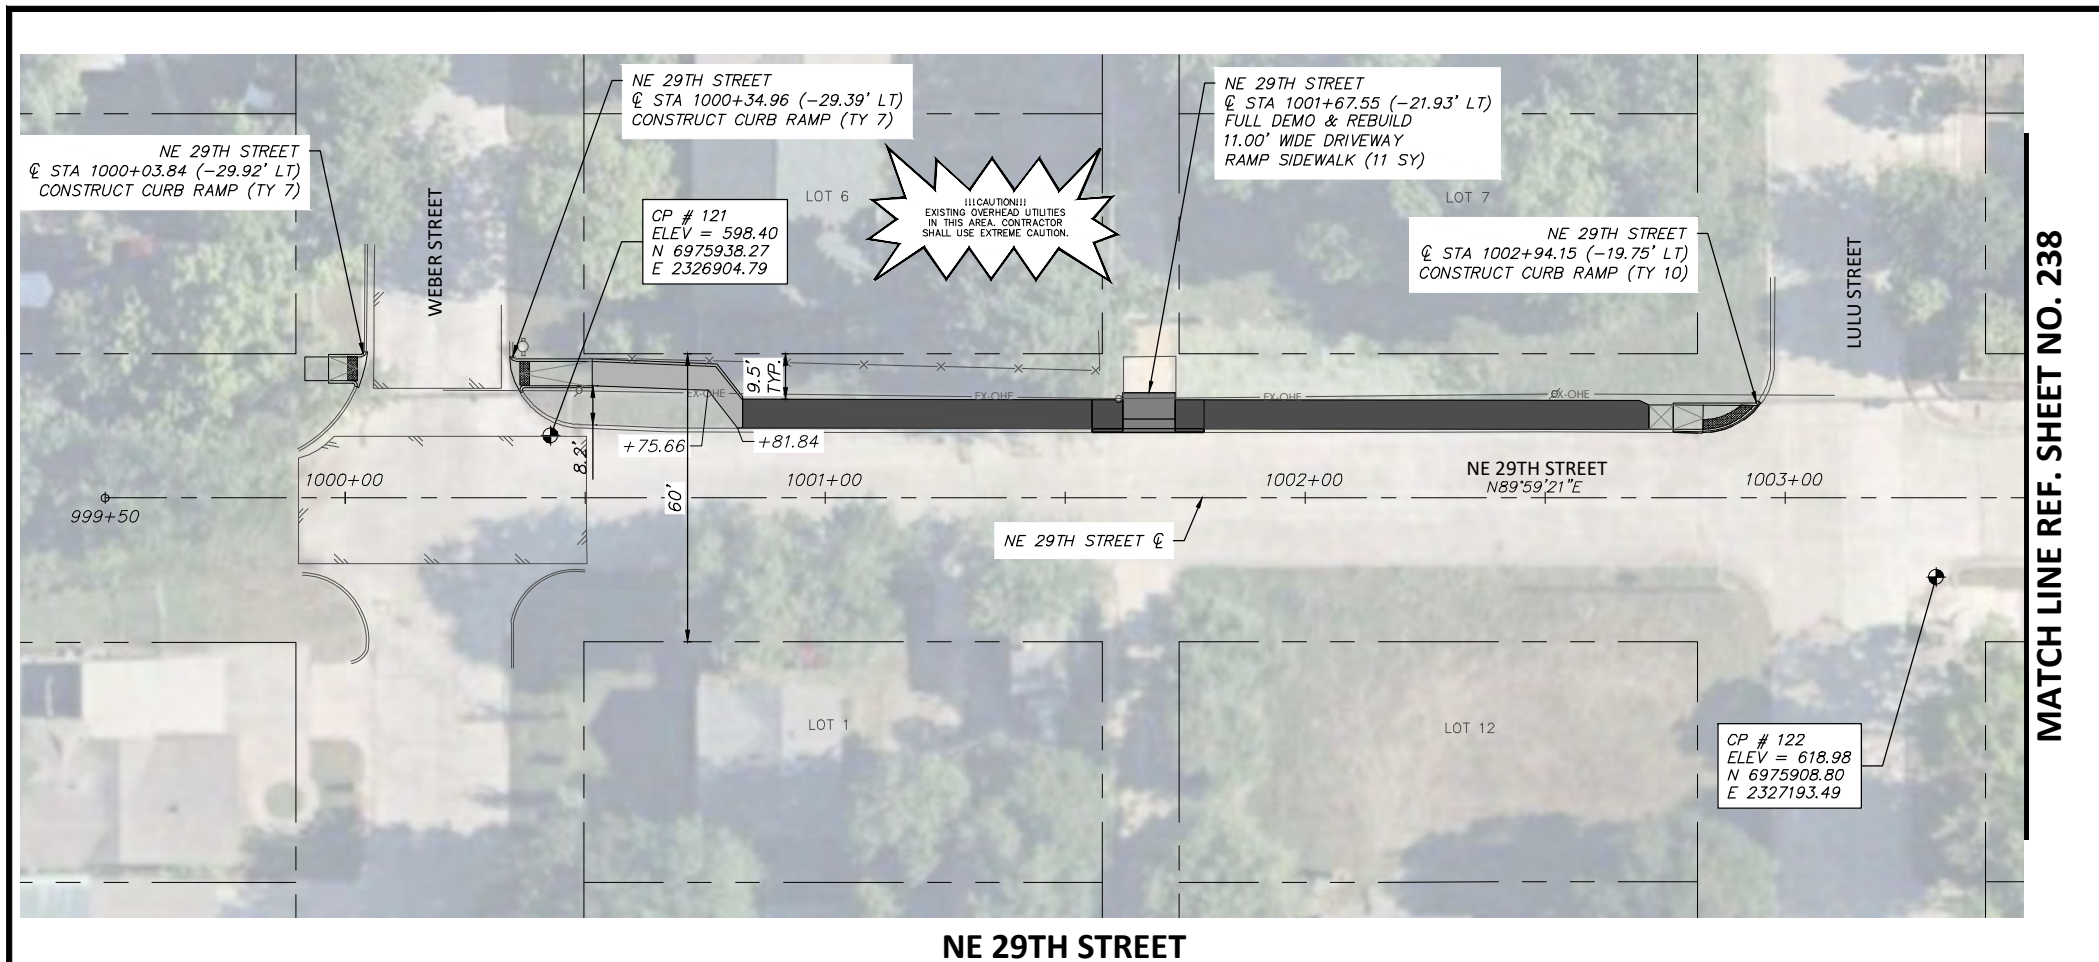 NE 29TH STREET
℄ STA 1000+03.84 (-29.92' LT)
CONSTRUCT CURB RAMP (TY 7)
NE 29TH STREET
℄ STA 1000+34.96 (-29.39' LT)
CONSTRUCT CURB RAMP (TY 7)
NE 29TH STREET
℄ STA 1001+67.55 (-21.93' LT)
FULL DEMO & REBUILD
11.00' WIDE DRIVEWAY
RAMP SIDEWALK (11 SY)
NE 29TH STREET
℄ STA 1002+94.15 (-19.75' LT)
CONSTRUCT CURB RAMP (TY 10)
WEBER STREET
CP # 121
ELEV = 598.40
N 6975938.27
E 2326904.79
LOT 6
!!!CAUTION!!!
EXISTING OVERHEAD UTILITIES
IN THIS AREA. CONTRACTOR
SHALL USE EXTREME CAUTION.
LOT 7
LULU STREET
9.5'
TYP.
EX-OHE
EX-OHE
EX-OHE
EX-OHE
8.2'
+75.66
+81.84
60'
999+50
1000+00
1001+00
1002+00
1003+00
NE 29TH STREET
N89°59'21"E
NE 29TH STREET ℄
LOT 1
LOT 12
CP # 122
ELEV = 618.98
N 6975908.80
E 2327193.49
MATCH LINE REF. SHEET NO. 238
NE 29TH STREET